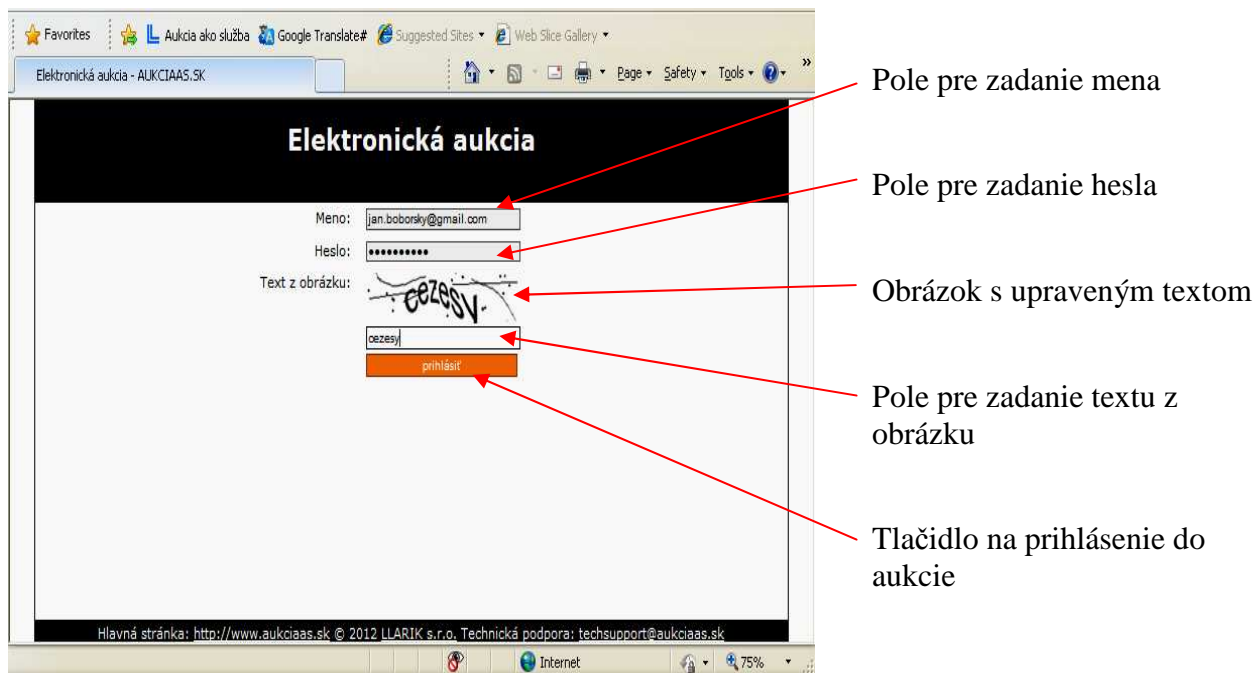 Favorites Aukcia ako služba Google Translate# Suggested Sites Web Slice Gallery
Elektronická aukcia - AUKCIAAS.SK Page Safety Tools »
Elektronická aukcia
Meno: jan.boborsky@gmail.com
Heslo: ••••••••••
Text z obrázku: cezesv
cezesy
prihlásiť
Hlavná stránka: http://www.aukciaas.sk © 2012 LLARIK s.r.o. Technická podpora: techsupport@aukciaas.sk
Internet 75%
Pole pre zadanie mena
Pole pre zadanie hesla
Obrázok s upraveným textom
Pole pre zadanie textu z
obrázku
Tlačidlo na prihlásenie do
aukcie